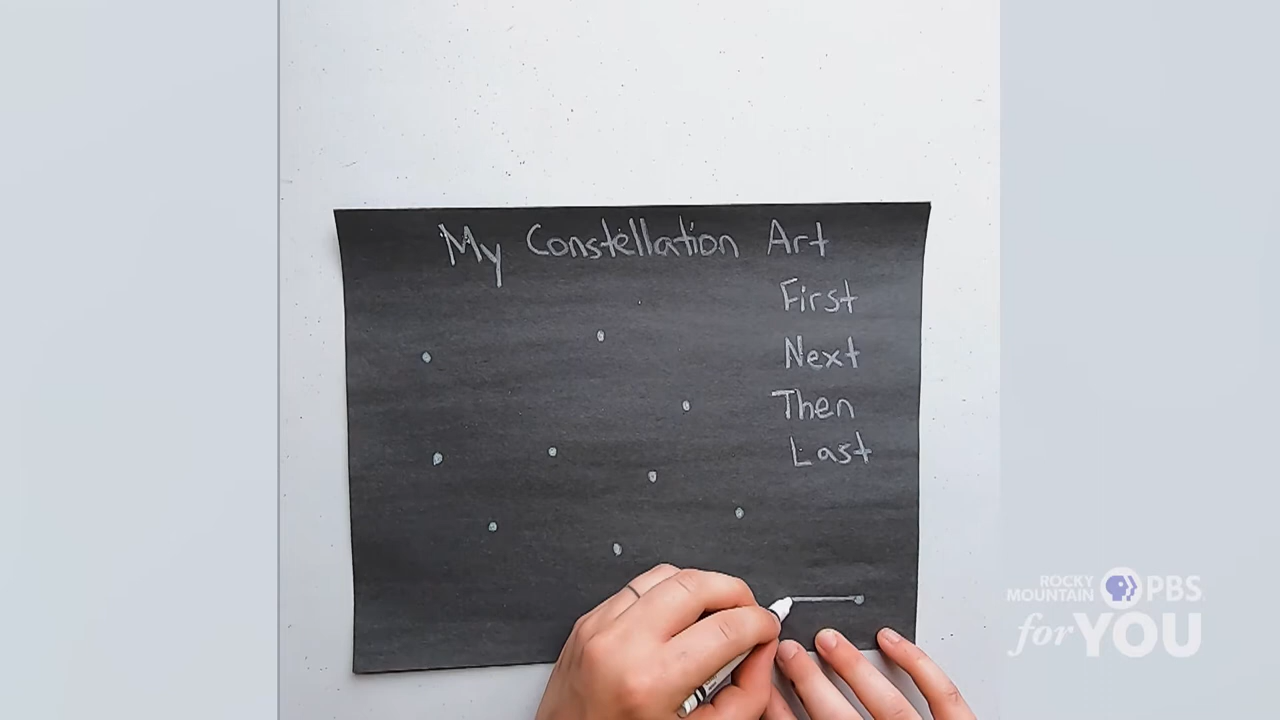 My Constellation Art
First
Next
Then
Last
ROCKY
MOUNTAIN PBS
for YOU